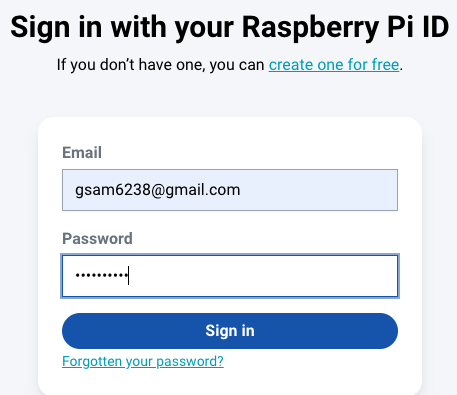 Sign in with your Raspberry Pi ID
If you don’t have one, you can create one for free.
Email
gsam6238@gmail.com
Password
••••••••••
Sign in
Forgotten your password?